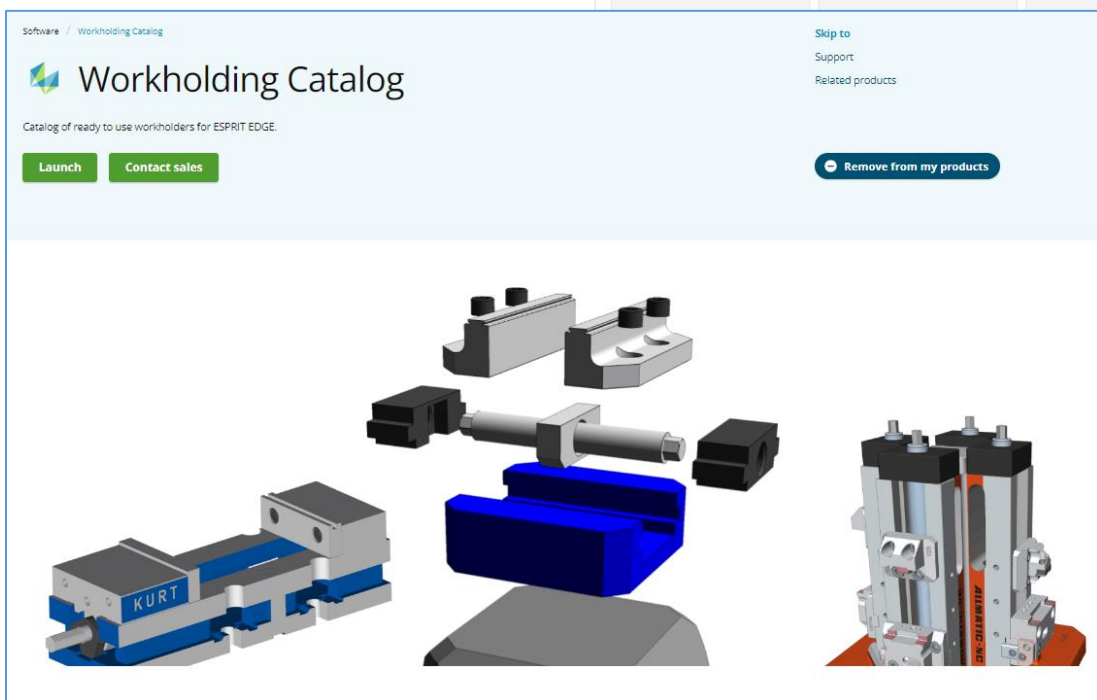 Software / Workholding Catalog
Workholding Catalog
Catalog of ready to use workholders for ESPRIT EDGE.
Launch
Contact sales
Skip to
Support
Related products
Remove from my products
KURT
ALLMATIC-NC